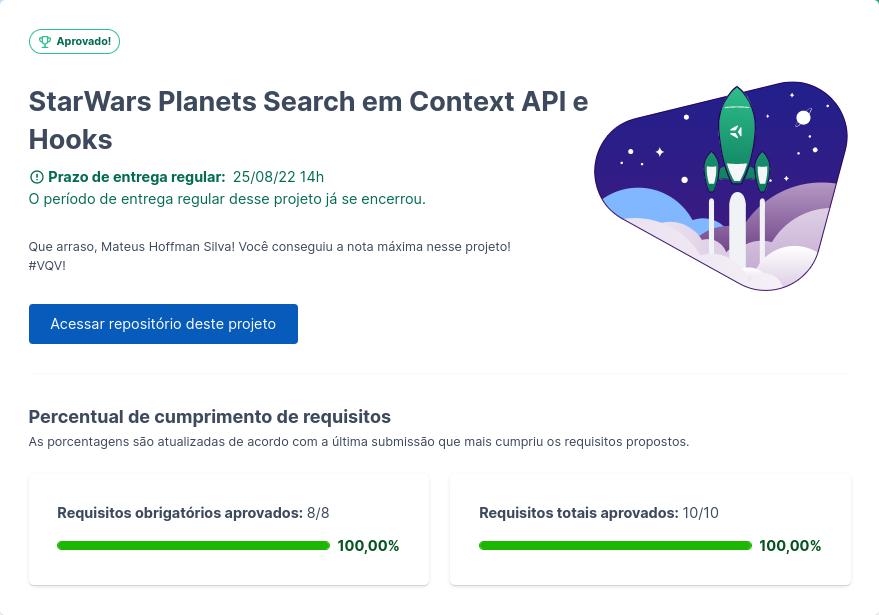 Aprovado!
StarWars Planets Search em Context API e
Hooks
Prazo de entrega regular: 25/08/22 14h
O período de entrega regular desse projeto já se encerrou.
Que arraso, Mateus Hoffman Silva! Você conseguiu a nota máxima nesse projeto!
#VQV!
Acessar repositório deste projeto
Percentual de cumprimento de requisitos
As porcentagens são atualizadas de acordo com a última submissão que mais cumpriu os requisitos propostos.
Requisitos obrigatórios aprovados: 8/8
100,00%
Requisitos totais aprovados: 10/10
100,00%